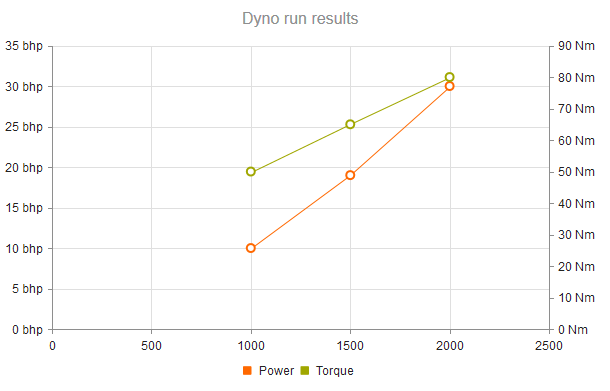 Dyno run results
35 bhp 90 Nm
30 bhp 80 Nm
25 bhp 70 Nm
20 bhp 60 Nm
15 bhp 50 Nm
10 bhp 40 Nm
5 bhp 30 Nm
0 bhp 20 Nm
10 Nm
0 Nm
0 500 1000 1500 2000 2500
Power Torque